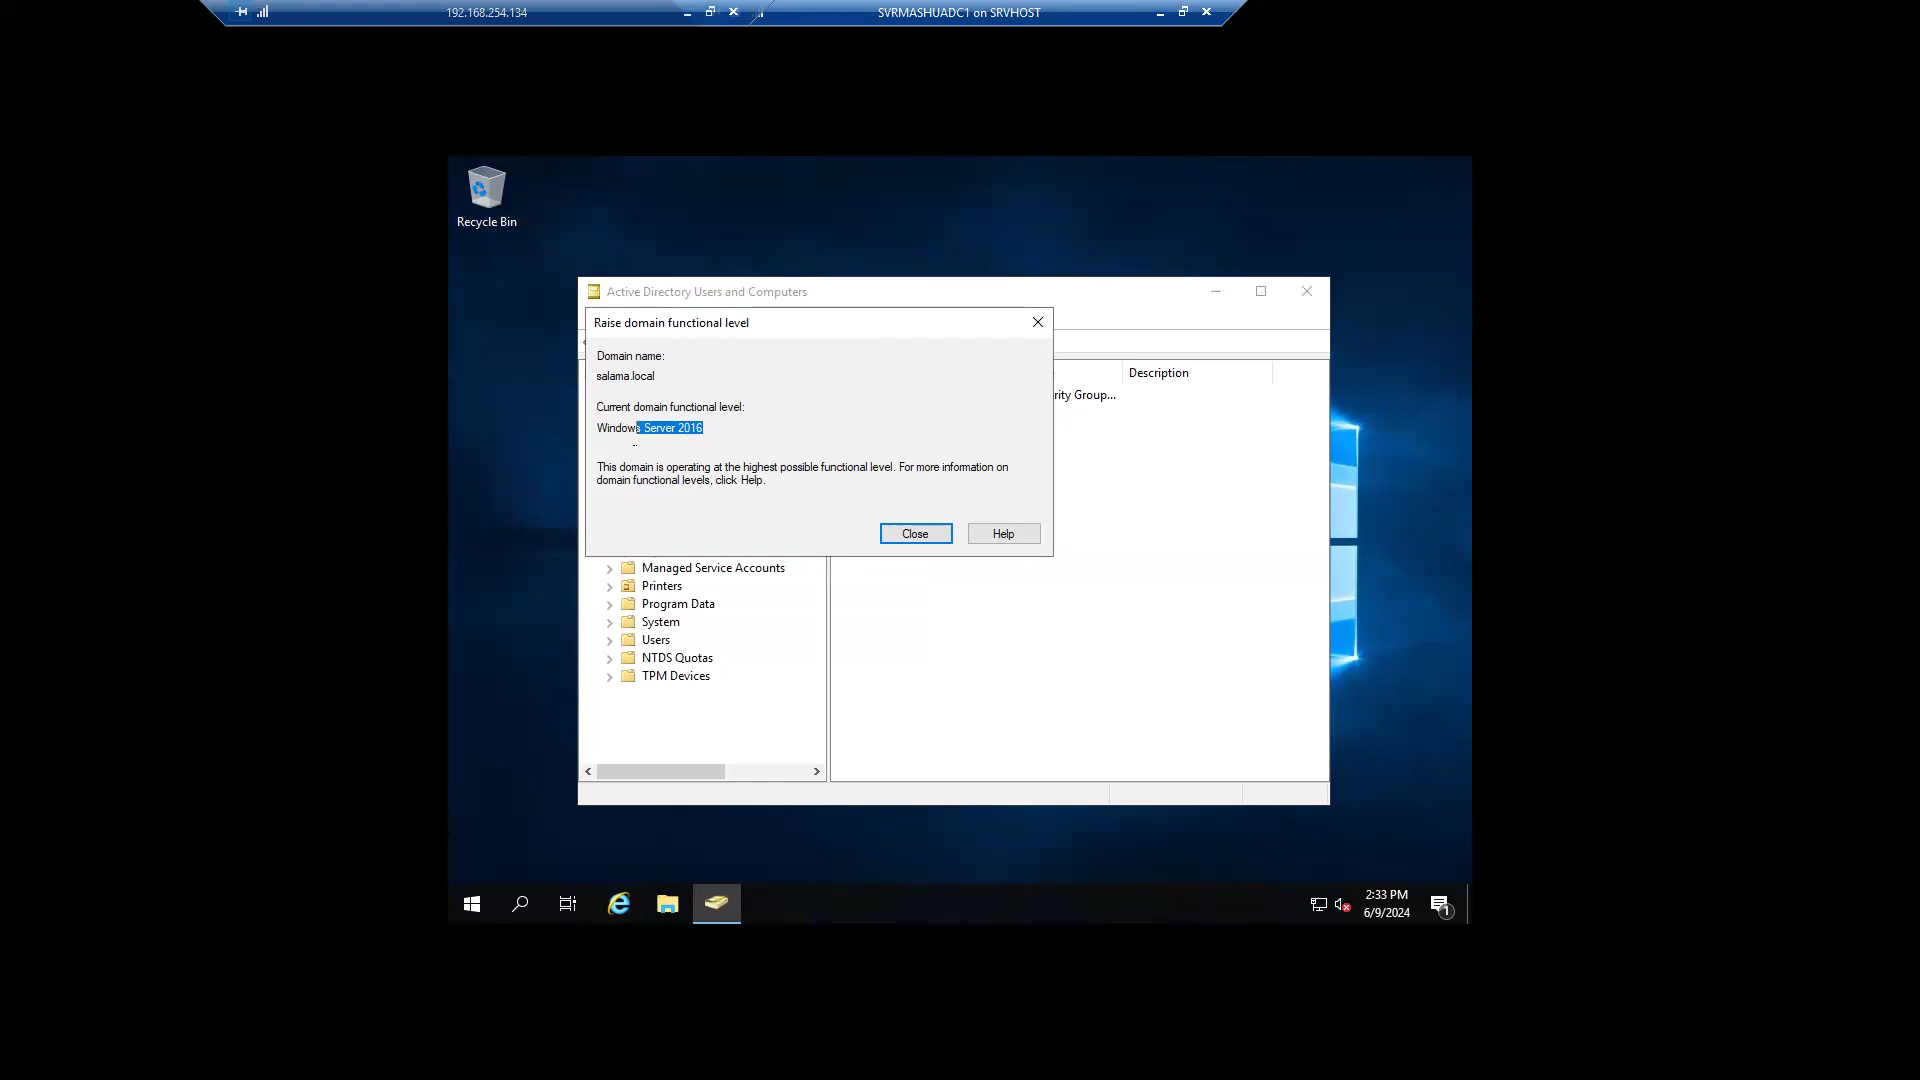 192.168.254.134
SVRMASHUADC1 on SRVHOST
Recycle Bin
Active Directory Users and Computers
Raise domain functional level
Domain name:
salama.local
Current domain functional level:
Windows Server 2016
This domain is operating at the highest possible functional level. For more information on
domain functional levels, click Help.
Close
Help
Description
rity Group...
Managed Service Accounts
Printers
Program Data
System
Users
NTDS Quotas
TPM Devices
2:33 PM
6/9/2024
1